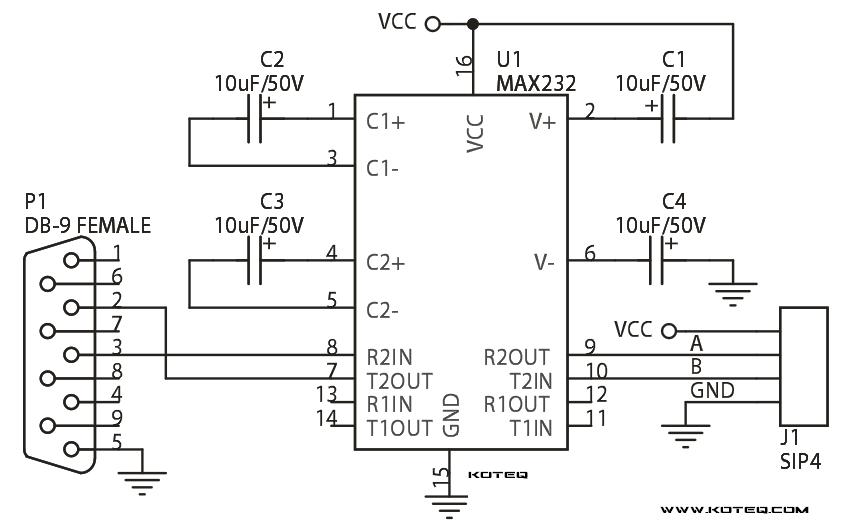 VCC
16
U1
MAX232
C2
10uF/50V
+
C1
10uF/50V
+
1 C1+
VCC
V+ 2
3 C1-
P1
DB-9 FEMALE
C3
10uF/50V
+
C4
10uF/50V
+
4 C2+
V- 6
5 C2-
1
6
2
7
3
8
4
9
5
VCC
8 R2IN
R2OUT 9
A
7 T2OUT
T2IN 10
B
13 R1IN
R1OUT 12
GND
14 T1OUT
T1IN 11
GND
15
J1
SIP4
KOTEQ
WWW.KOTEQ.COM